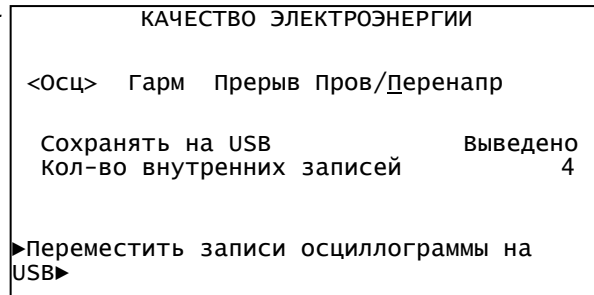 КАЧЕСТВО ЭЛЕКТРОЭНЕРГИИ
<Осц> Гарм Прерыв Пров/Перенапр
Сохранять на USB Выведено
Кол-во внутренних записей 4
▶Переместить записи осциллограммы на
USB▶